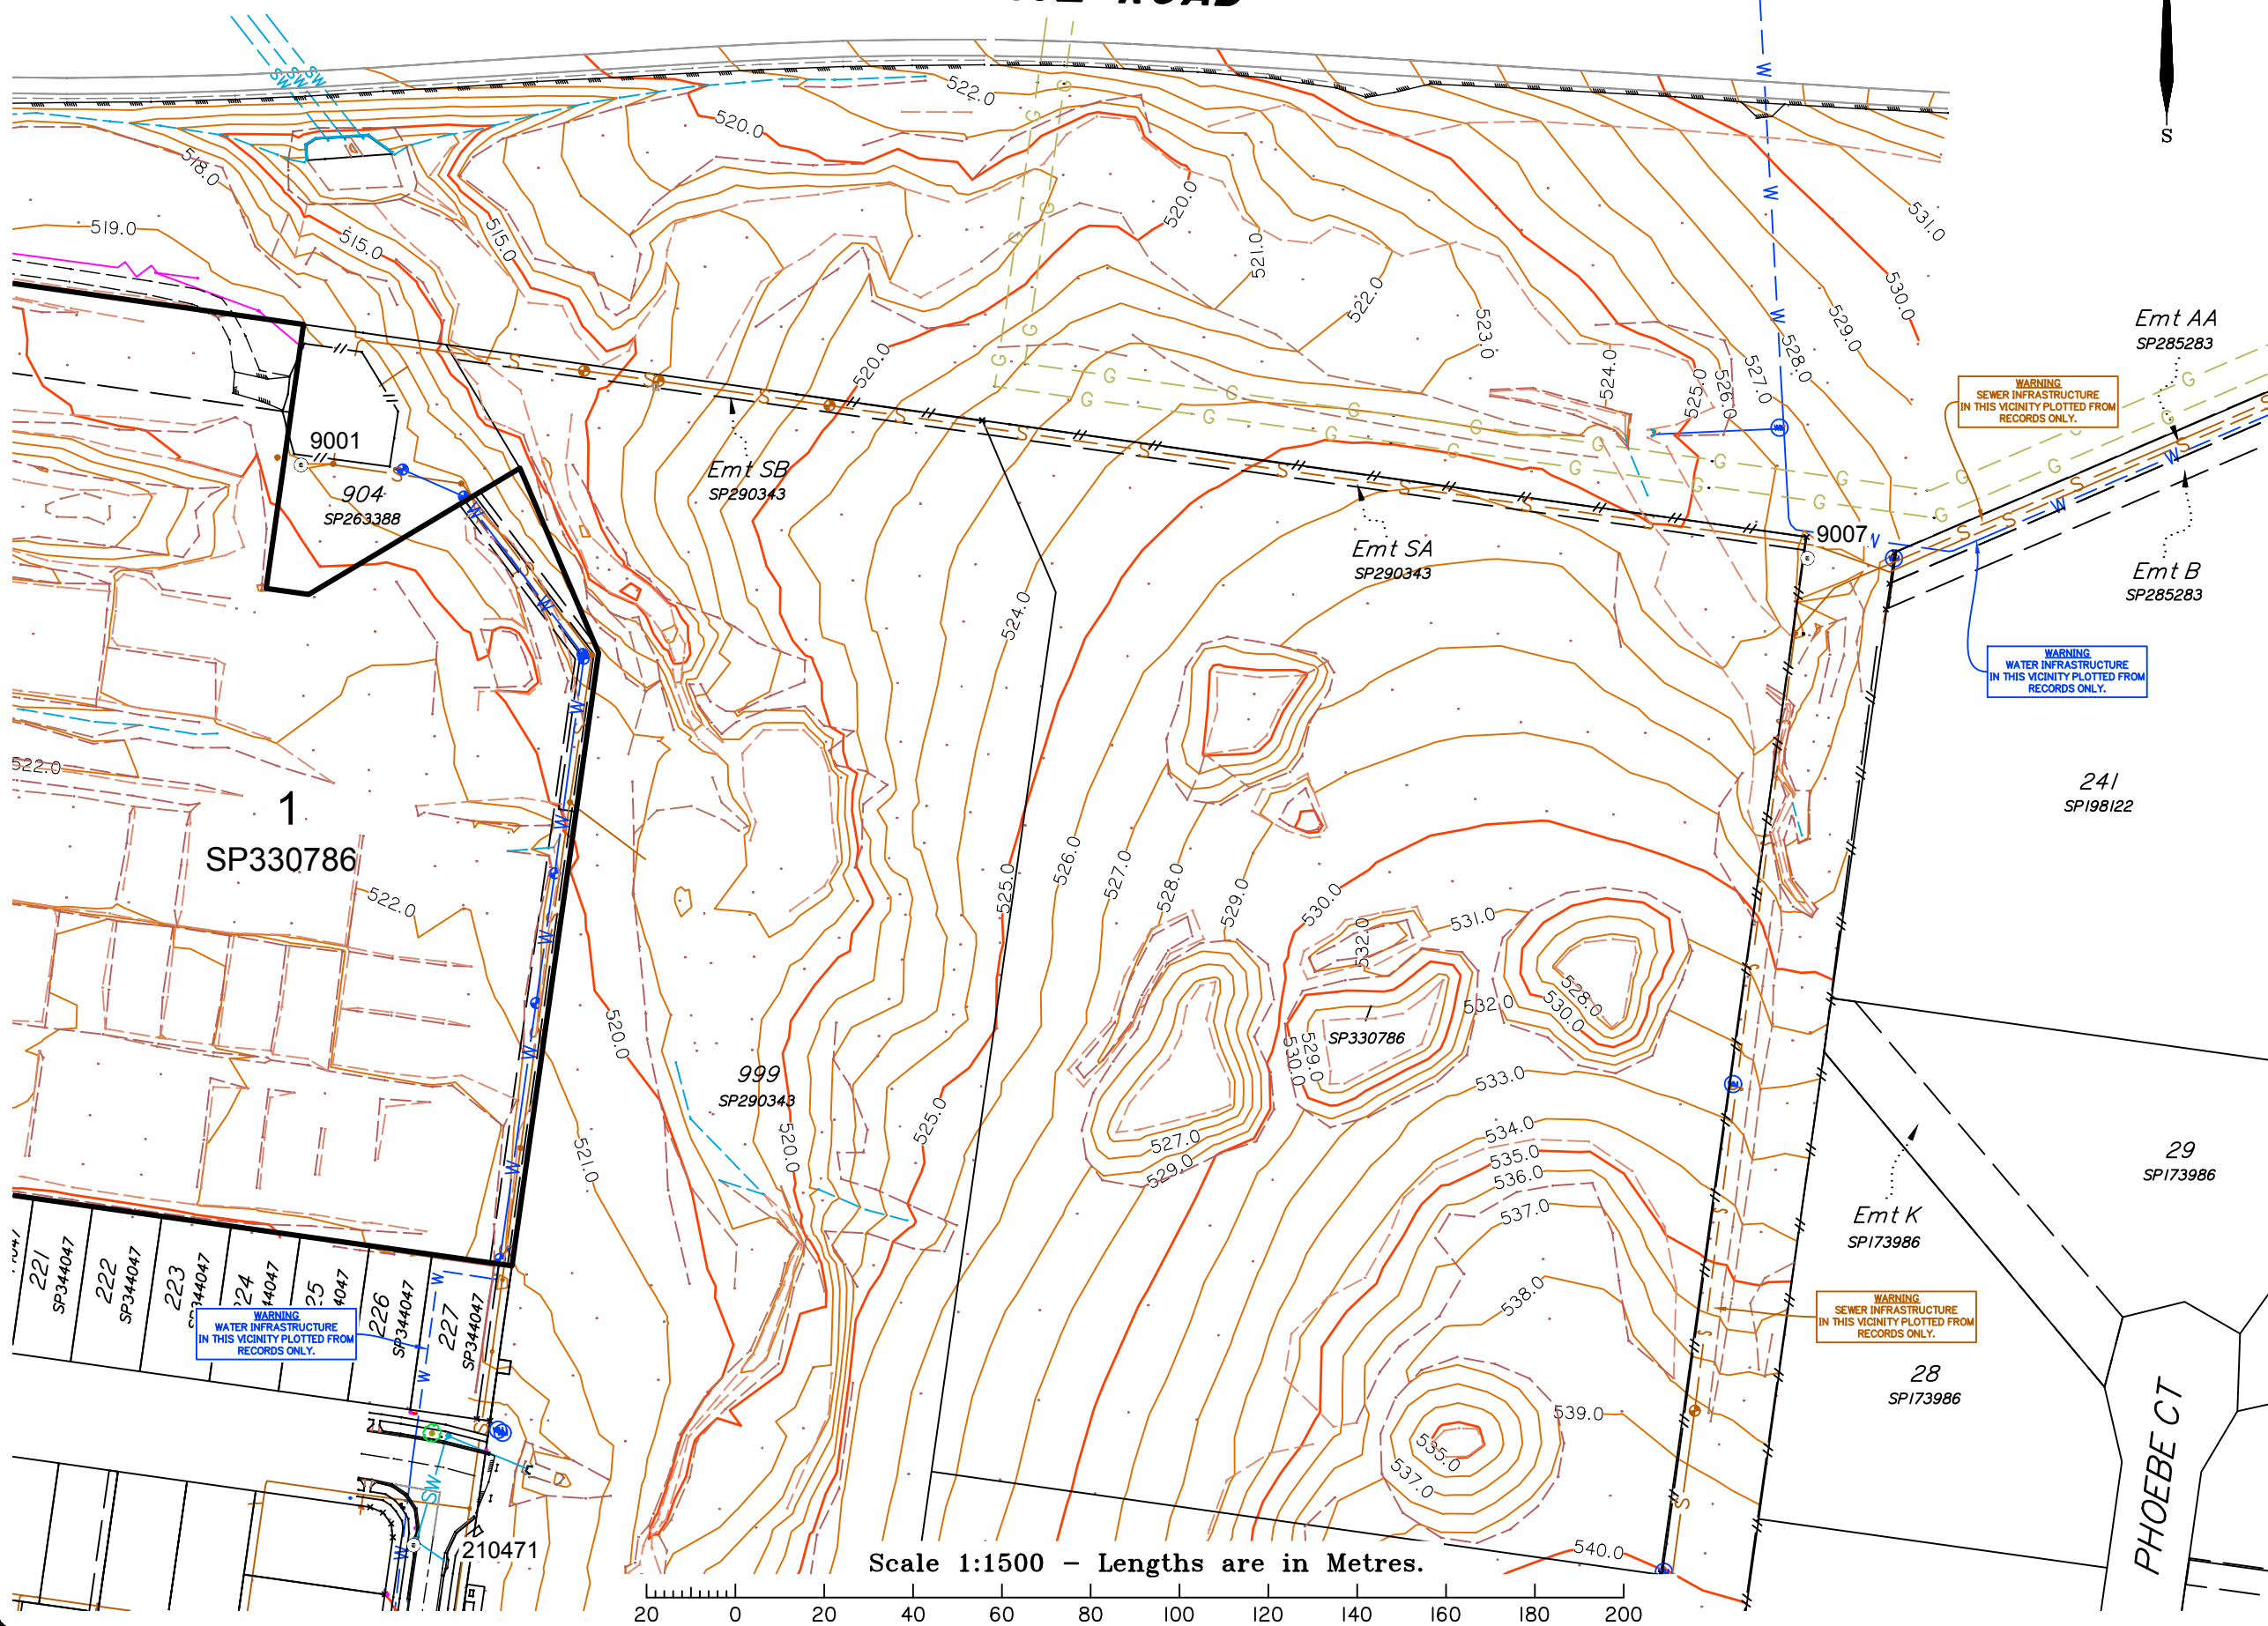 ROAD
S
SW
SW
SW
W
G
G
522.0
520.0
518.0
519.0
515.0
515.0
520.0
521.0
522.0
523.0
524.0
525.0
526.0
527.0
528.0
529.0
530.0
531.0
520.0
Emt AA
SP285283
WARNING
SEWER INFRASTRUCTURE
IN THIS VICINITY PLOTTED FROM
RECORDS ONLY.
9001
904
SP263388
Emt SB
SP290343
Emt SA
SP290343
9007
Emt B
SP285283
WARNING
WATER INFRASTRUCTURE
IN THIS VICINITY PLOTTED FROM
RECORDS ONLY.
524.0
522.0
1
SP330786
241
SP198122
522.0
525.0
526.0
527.0
528.0
529.0
530.0
531.0
532.0
528.0
530.0
532.0
520.0
1
SP330786
529.0
530.0
999
SP290343
520.0
521.0
525.0
527.0
529.0
533.0
534.0
535.0
536.0
537.0
538.0
539.0
535.0
537.0
540.0
29
SP173986
Emt K
SP173986
WARNING
SEWER INFRASTRUCTURE
IN THIS VICINITY PLOTTED FROM
RECORDS ONLY.
28
SP173986
PHOEBE CT
221
SP344047
222
SP344047
223
24
25
226
SP344047
227
SP344047
WARNING
WATER INFRASTRUCTURE
IN THIS VICINITY PLOTTED FROM
RECORDS ONLY.
SW
210471
Scale 1:1500 – Lengths are in Metres.
20 0 20 40 60 80 100 120 140 160 180 200